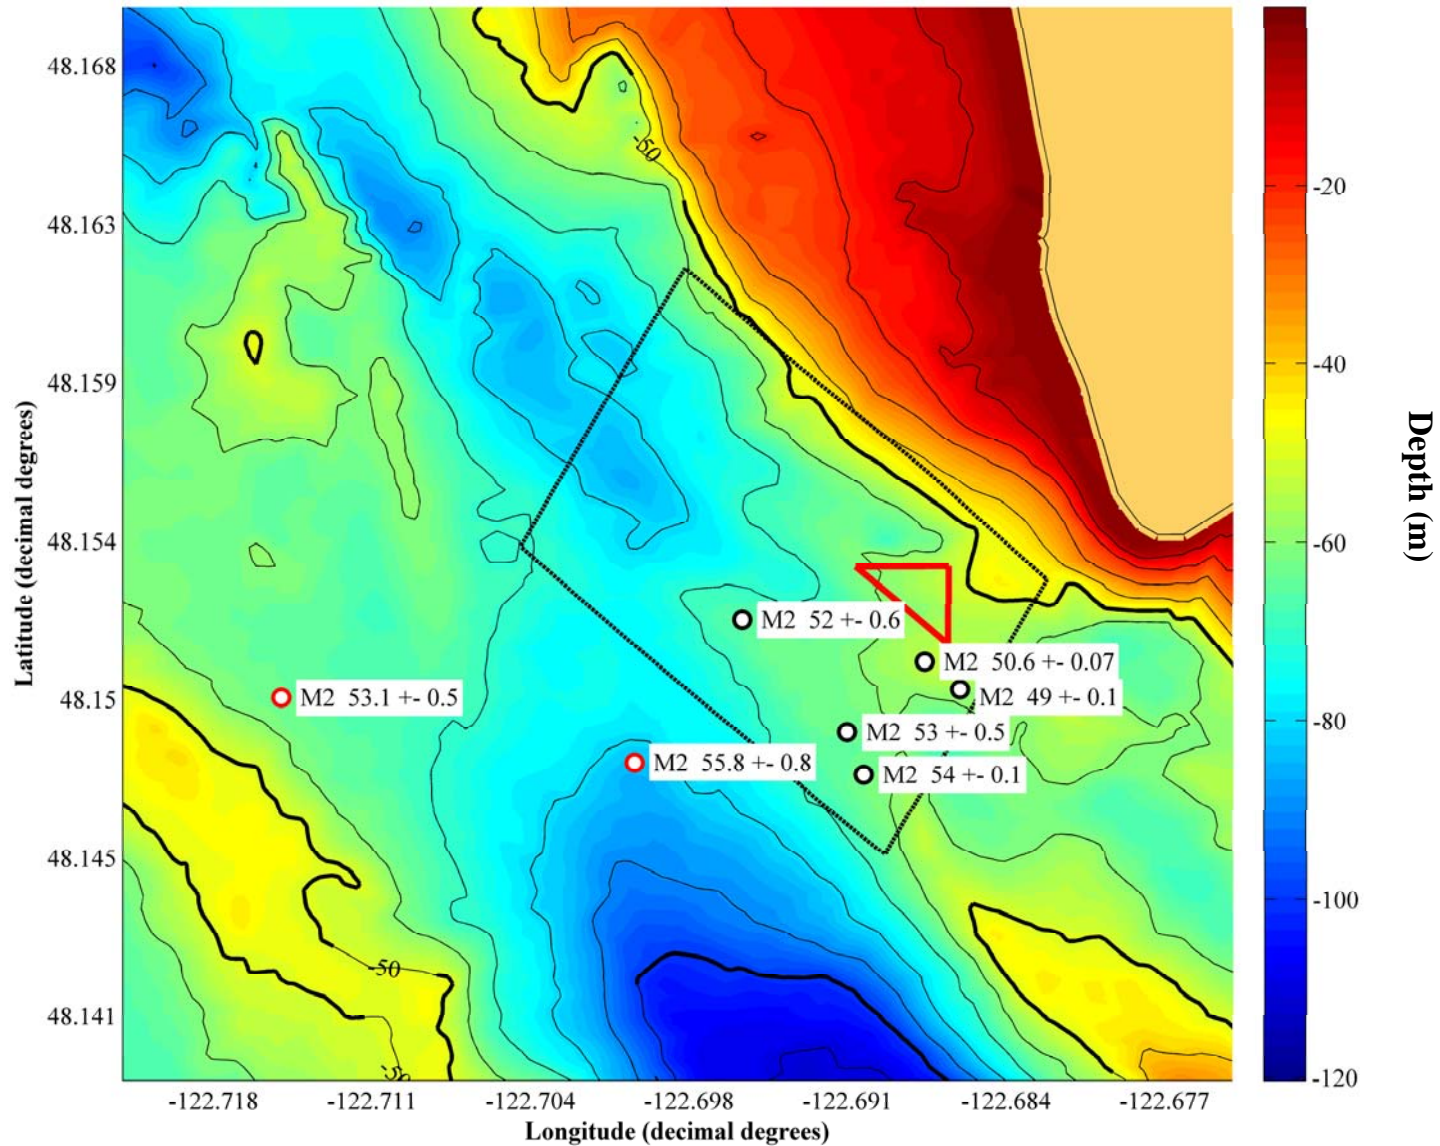 48.168
48.163
48.159
48.154
48.15
48.145
48.141
Latitude (decimal degrees)
-50
M2 52 +- 0.6
M2 50.6 +- 0.07
M2 49 +- 0.1
M2 53.1 +- 0.5
M2 53 +- 0.5
M2 55.8 +- 0.8
M2 54 +- 0.1
-50
-50
-122.718
-122.711
-122.704
-122.698
-122.691
-122.684
-122.677
Longitude (decimal degrees)
-20
-40
-60
-80
-100
-120
Depth (m)